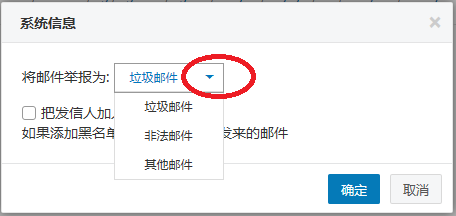 系统信息
×
将邮件举报为: 垃圾邮件
垃圾邮件
非法邮件
其他邮件
把发信人加入
如果添加黑名单 发来的邮件
确定 取消